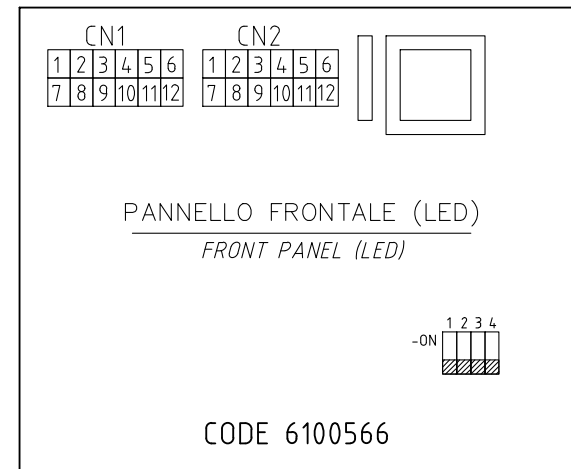 CN1 CN2
1 2 3 4 5 6 1 2 3 4 5 6
7 8 9 10 11 12 7 8 9 10 11 12
PANNELLO FRONTALE (LED)
FRONT PANEL (LED)
1 2 3 4
-ON
CODE 6100566